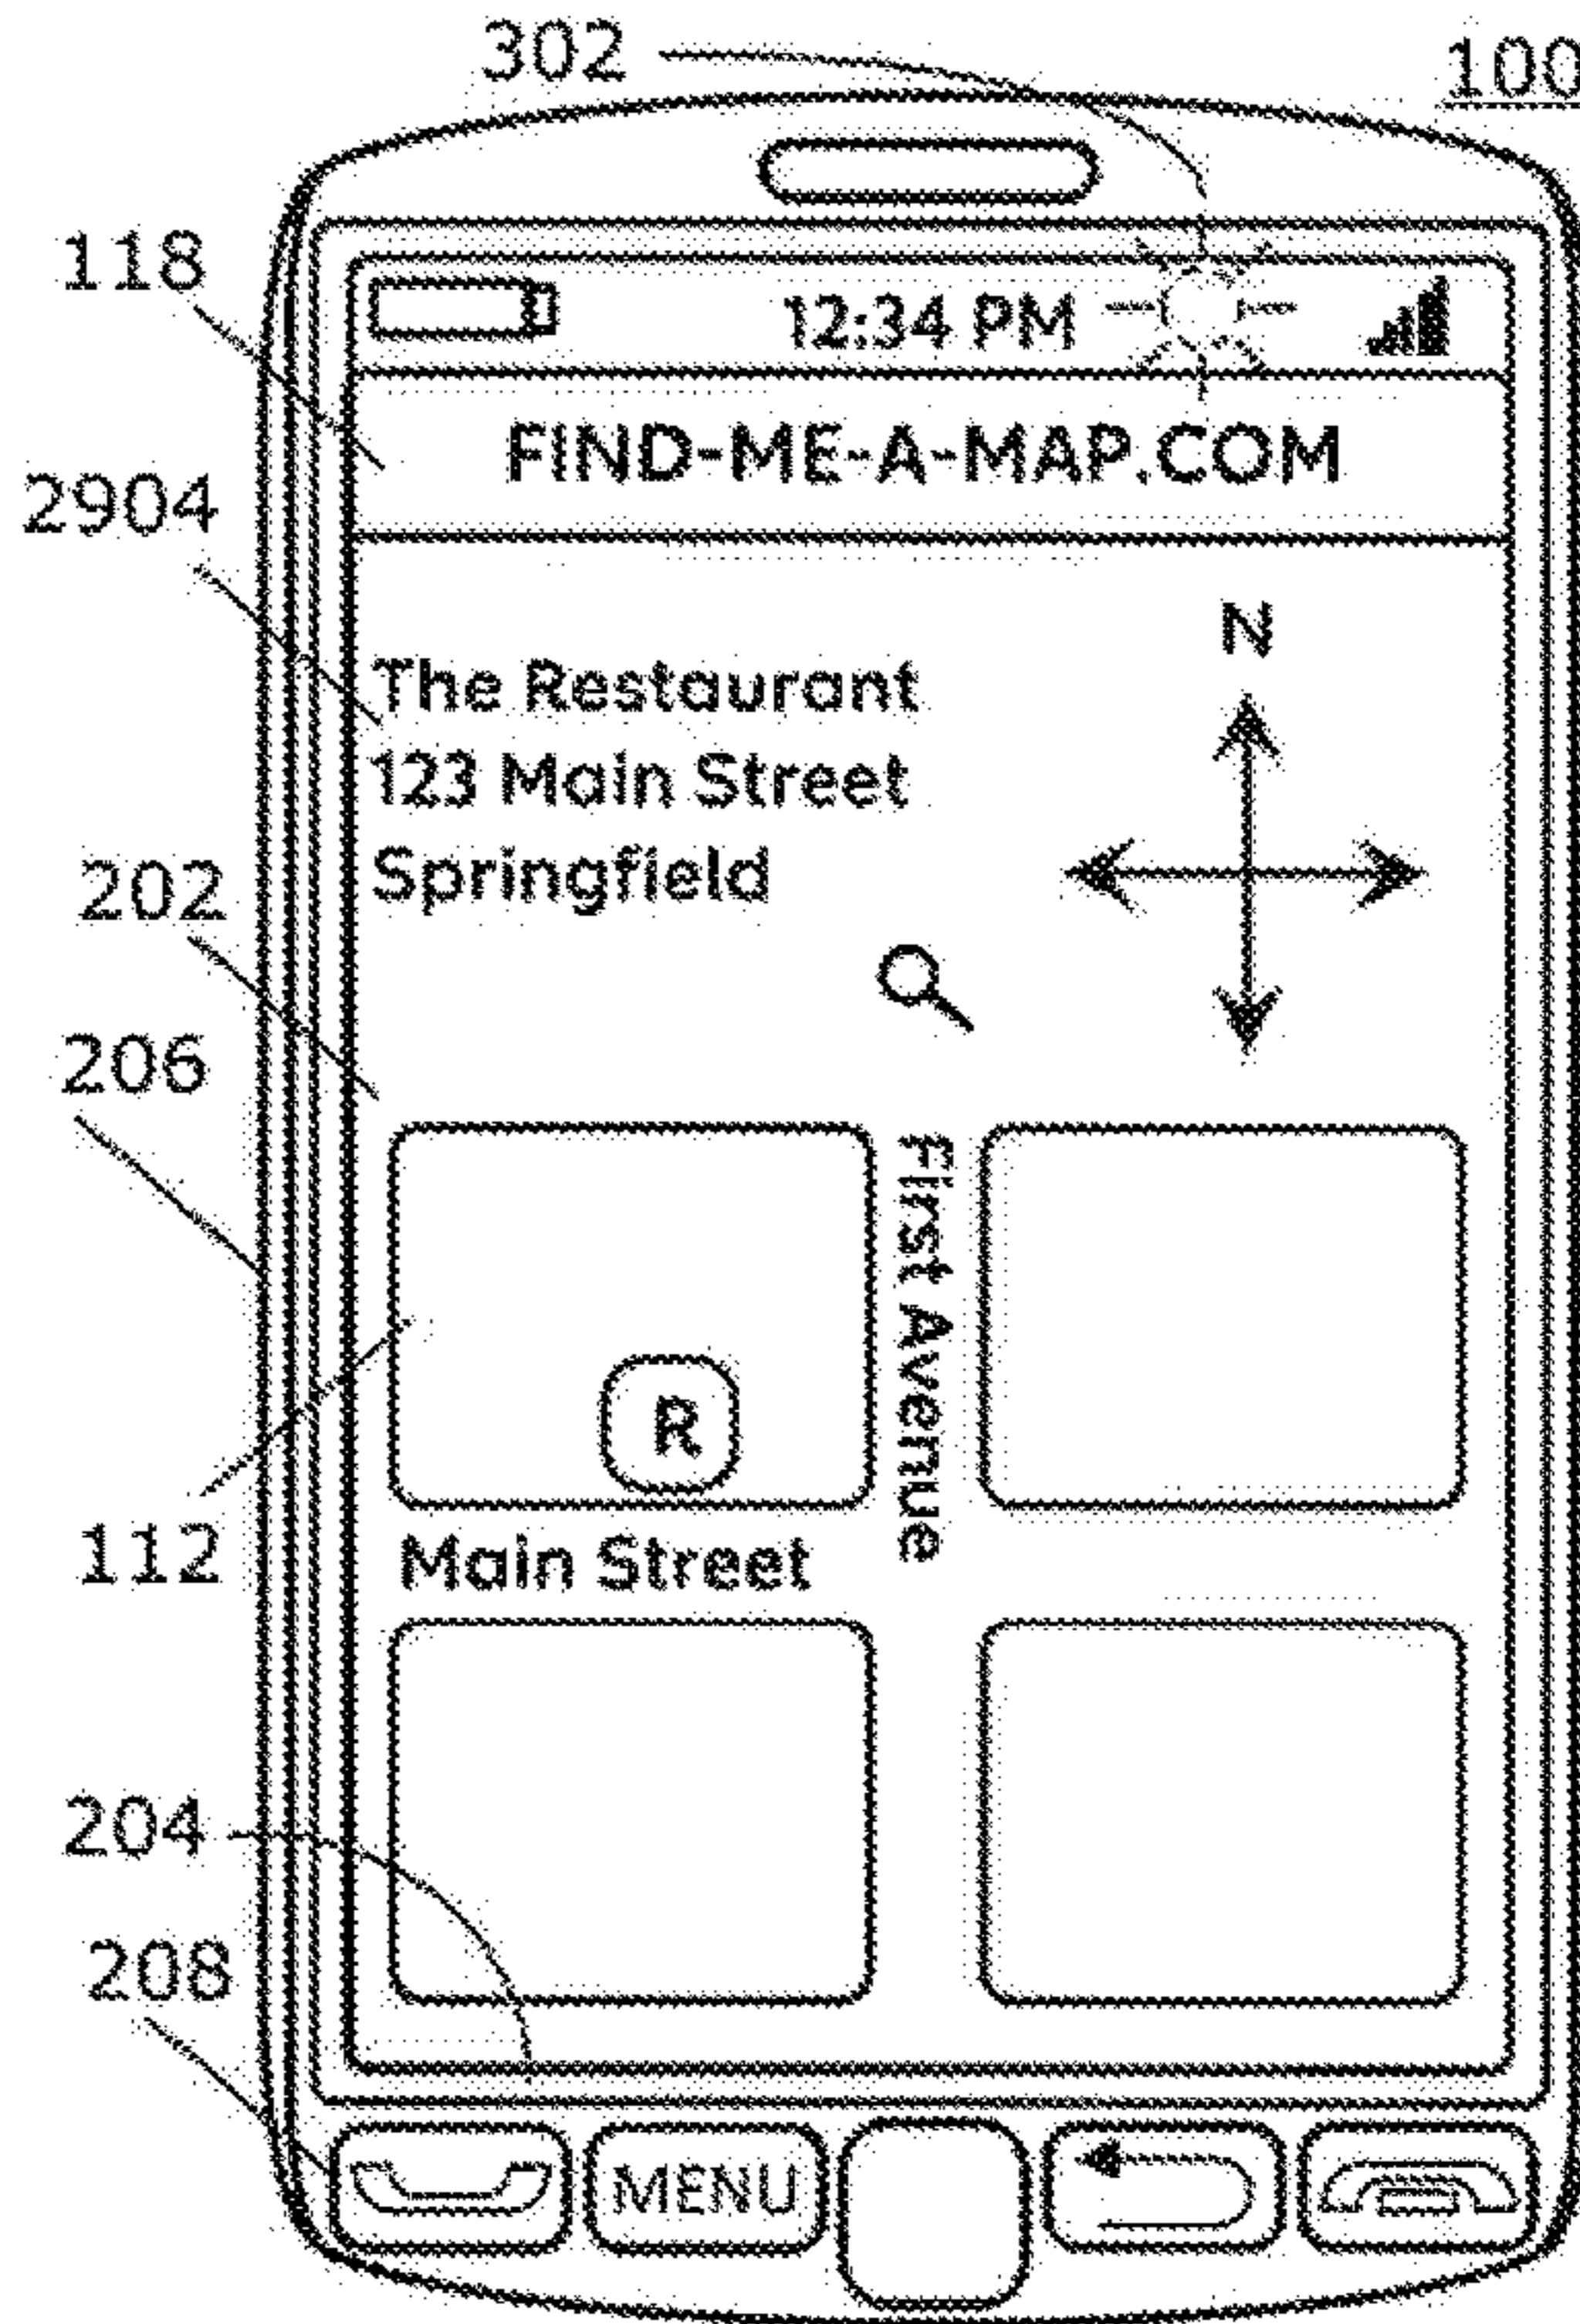 302
100
118
12:34 PM
FIND-ME-A-MAP.COM
2904
N
The Restaurant
123 Main Street
Springfield
202
206
First Avenue
R
112
Main Street
204
208
MENU